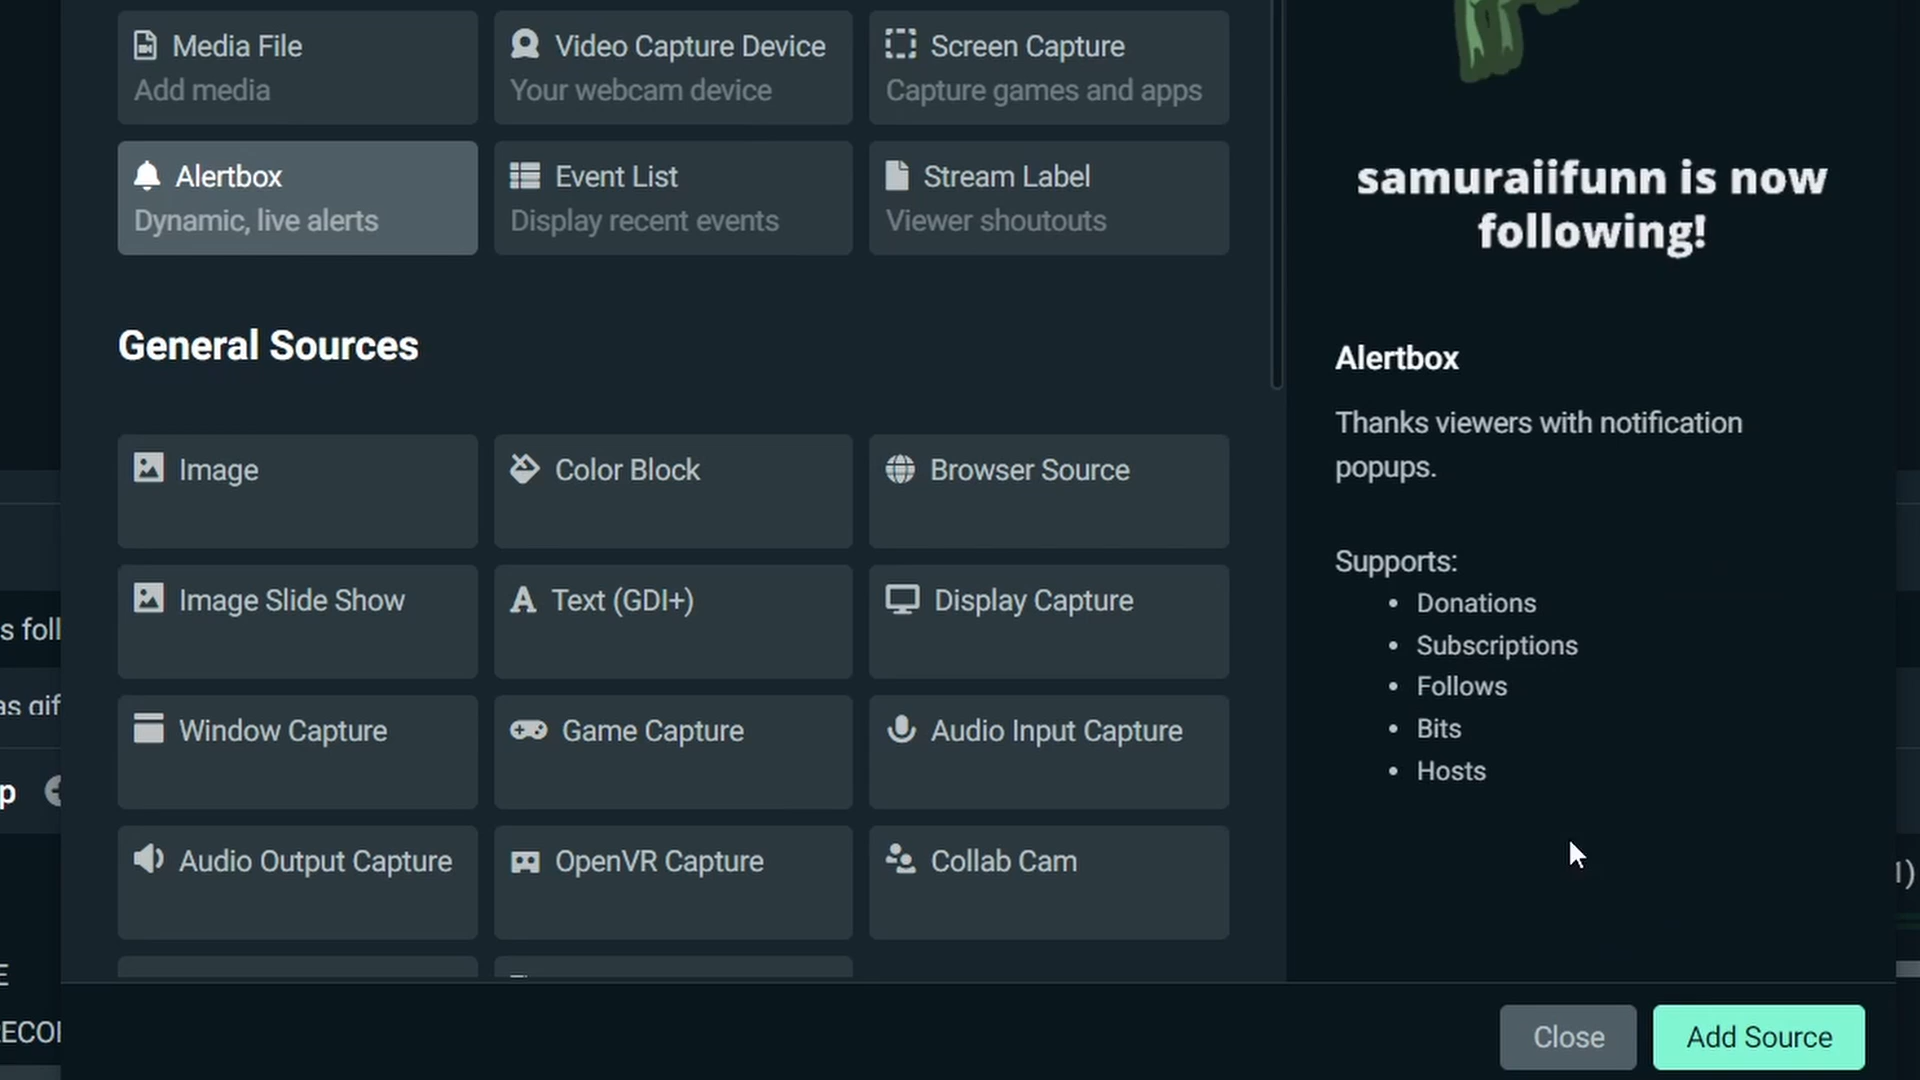 Media File
Add media
Video Capture Device
Your webcam device
Screen Capture
Capture games and apps
Alertbox
Dynamic, live alerts
Event List
Display recent events
Stream Label
Viewer shoutouts
General Sources
Image
Color Block
Browser Source
Image Slide Show
Text (GDI+)
Display Capture
Window Capture
Game Capture
Audio Input Capture
Audio Output Capture
OpenVR Capture
Collab Cam
samuraiifunn is now
following!
Alertbox
Thanks viewers with notification
popups.
Supports:
• Donations
• Subscriptions
• Follows
• Bits
• Hosts
Close
Add Source
s foll
as gif
p
E
ECO